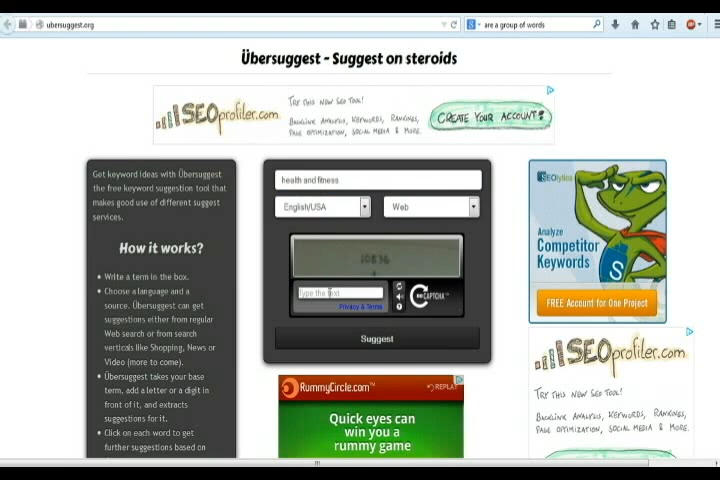 ubersuggest.org
are a group of words
Übersuggest - Suggest on steroids
SEOprofiler.com
TRY THIS NEW SEO TOOL!
BACKLINK ANALYSIS, KEYWORDS, RANKINGS,
PAGE OPTIMIZATION, SOCIAL MEDIA & MORE.
CREATE YOUR ACCOUNT!
Get keyword ideas with Übersuggest
the free keyword suggestion tool that
makes good use of different suggest
services.
How it works?
Write a term in the box.
Choose a language and a
source. Übersuggest can get
suggestions either from regular
Web search or from search
verticals like Shopping, News or
Video (more to come).
Übersuggest takes your base
term, add a letter or a digit in
front of it, and extracts
suggestions for it.
Click on each word to get
further suggestions based on
health and fitness
English/USA
Web
10836
Type the text
Privacy & Terms
reCAPTCHA™
Suggest
RummyCircle.com™
REPLAY
Quick eyes can
win you a
rummy game
SEOlytics
Analyze
Competitor
Keywords
S
FREE Account for One Project
SEOprofiler.com
TRY THIS NEW SEO TOOL!
BACKLINK ANALYSIS, KEYWORDS, RANKINGS,
PAGE OPTIMIZATION, SOCIAL MEDIA & MORE.